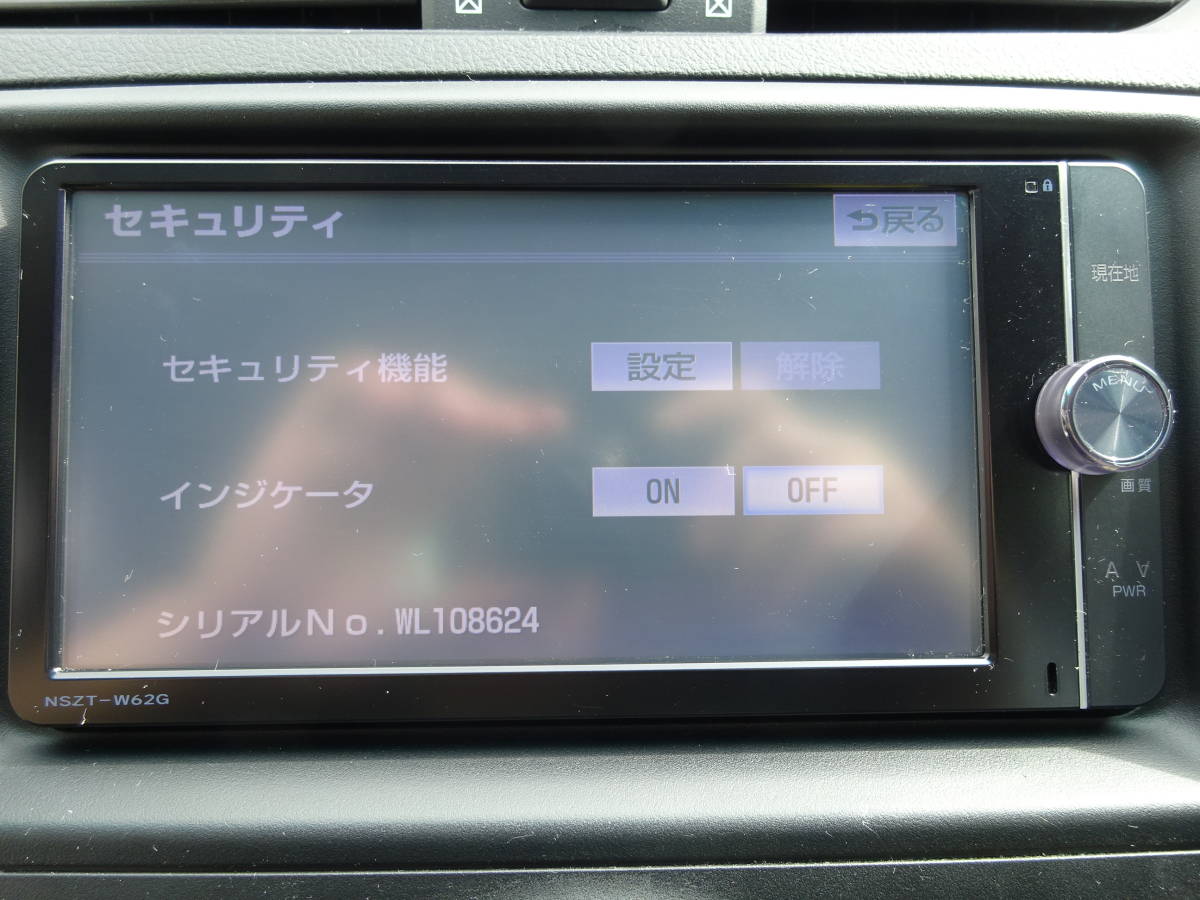 セキュリティ
戻る
セキュリティ機能 設定 解除
インジケータ ON OFF
シリアルNo. WL108624
NSZT-W62G
現在地
MENU
画質
A ∀
PWR